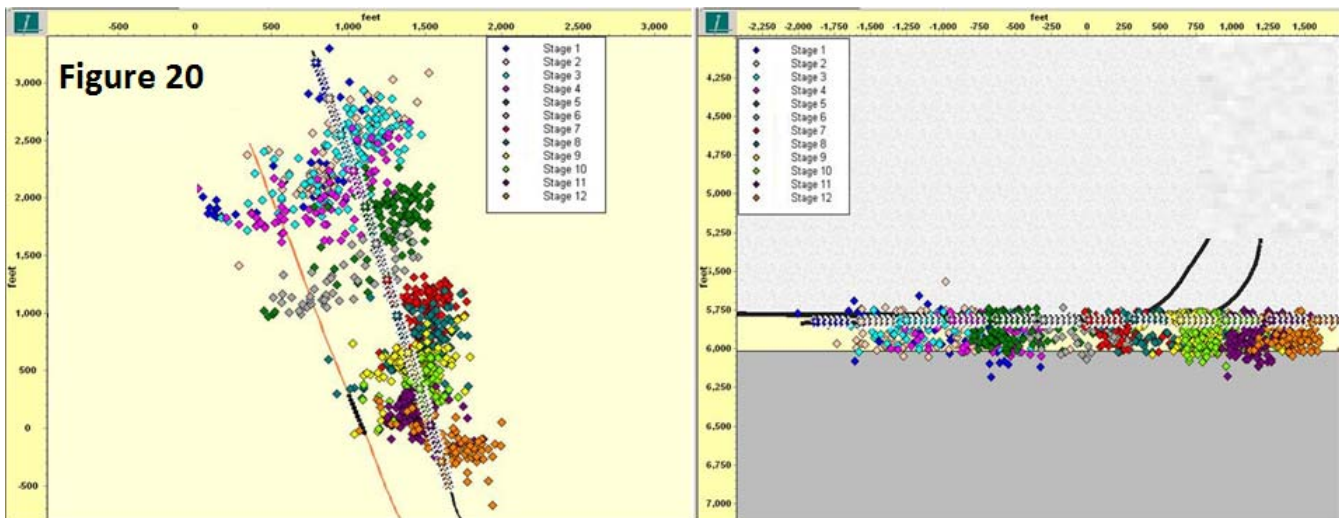 feet
-500 0 500 1,000 1,500 2,000 2,500 3,000
Figure 20
3,000
2,500
2,000
1,500
1,000
500
0
-500
feet
Stage 1
Stage 2
Stage 3
Stage 4
Stage 5
Stage 6
Stage 7
Stage 8
Stage 9
Stage 10
Stage 11
Stage 12
feet
-2,250 -2,000 -1,750 -1,500 -1,250 -1,000 -750 -500 -250 0 250 500 750 1,000 1,250 1,500
Stage 1
Stage 2
Stage 3
Stage 4
Stage 5
Stage 6
Stage 7
Stage 8
Stage 9
Stage 10
Stage 11
Stage 12
4,250
4,500
4,750
5,000
5,250
5,500
5,750
6,000
6,250
6,500
6,750
7,000
feet